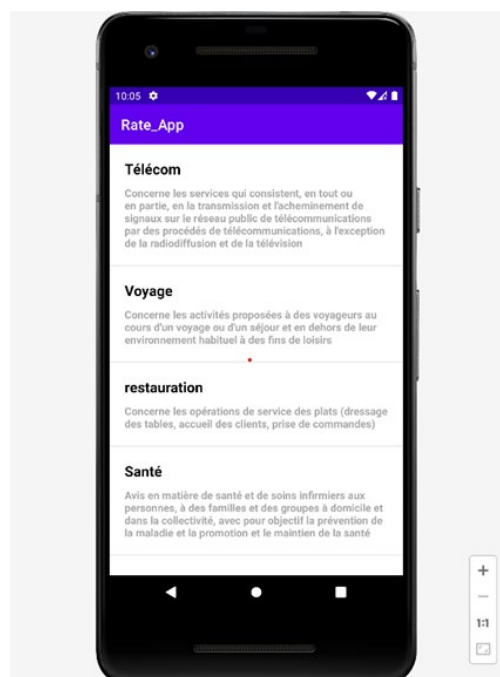 10:05
Rate_App
Télécom
Concerne les services qui consistent, en tout ou
en partie, en la transmission et l'acheminement de
signaux sur le réseau public de télécommunications
par des procédés de télécommunications, à l'exception
de la radiodiffusion et de la télévision
Voyage
Concerne les activités proposées à des voyageurs au
cours d'un voyage ou d'un séjour et en dehors de leur
environnement habituel à des fins de loisirs
restauration
Concerne les opérations de service des plats (dressage
des tables, accueil des clients, prise de commandes)
Santé
Avis en matière de santé et de soins infirmiers aux
personnes, à des familles et des groupes à domicile et
dans la collectivité, avec pour objectif la prévention de
la maladie et la promotion et le maintien de la santé
1:1